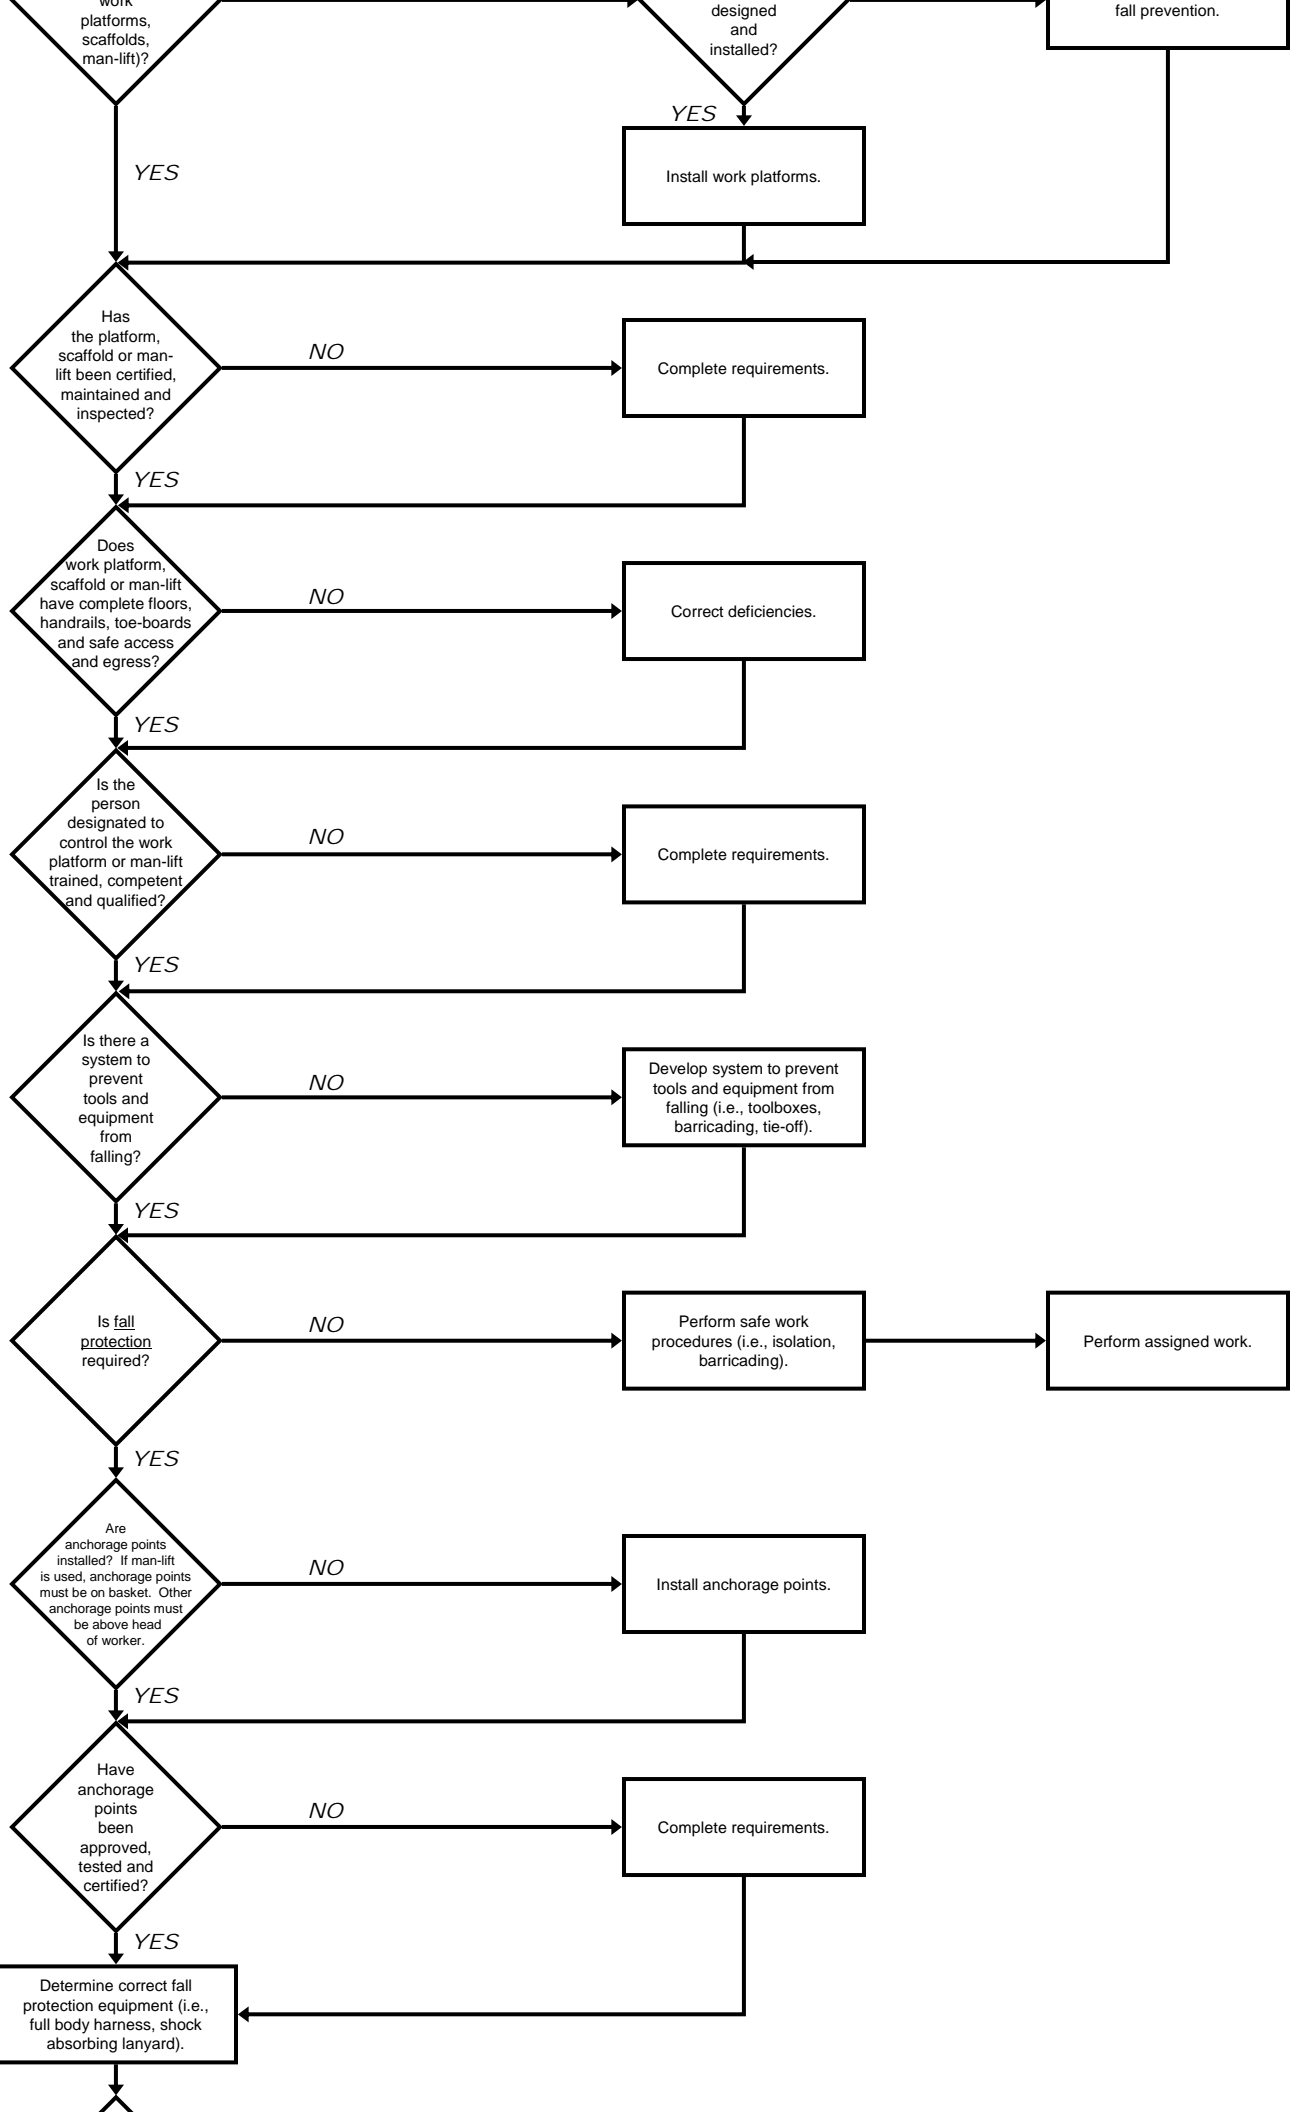 work
platforms,
scaffolds,
man-lift)?
designed
and
installed?
fall prevention.
YES
Install work platforms.
YES
Has
the platform,
scaffold or man-
lift been certified,
maintained and
inspected?
NO
Complete requirements.
YES
Does
work platform,
scaffold or man-lift
have complete floors,
handrails, toe-boards
and safe access
and egress?
NO
Correct deficiencies.
YES
Is the
person
designated to
control the work
platform or man-lift
trained, competent
and qualified?
NO
Complete requirements.
YES
Is there a
system to
prevent
tools and
equipment
from
falling?
NO
Develop system to prevent
tools and equipment from
falling (i.e., toolboxes,
barricading, tie-off).
YES
Is fall
protection
required?
NO
Perform safe work
procedures (i.e., isolation,
barricading).
Perform assigned work.
YES
Are
anchorage points
installed?  If man-lift
is used, anchorage points
must be on basket.  Other
anchorage points must
be above head
of worker.
NO
Install anchorage points.
YES
Have
anchorage
points
been
approved,
tested and
certified?
NO
Complete requirements.
YES
Determine correct fall
protection equipment (i.e.,
full body harness, shock
absorbing lanyard).